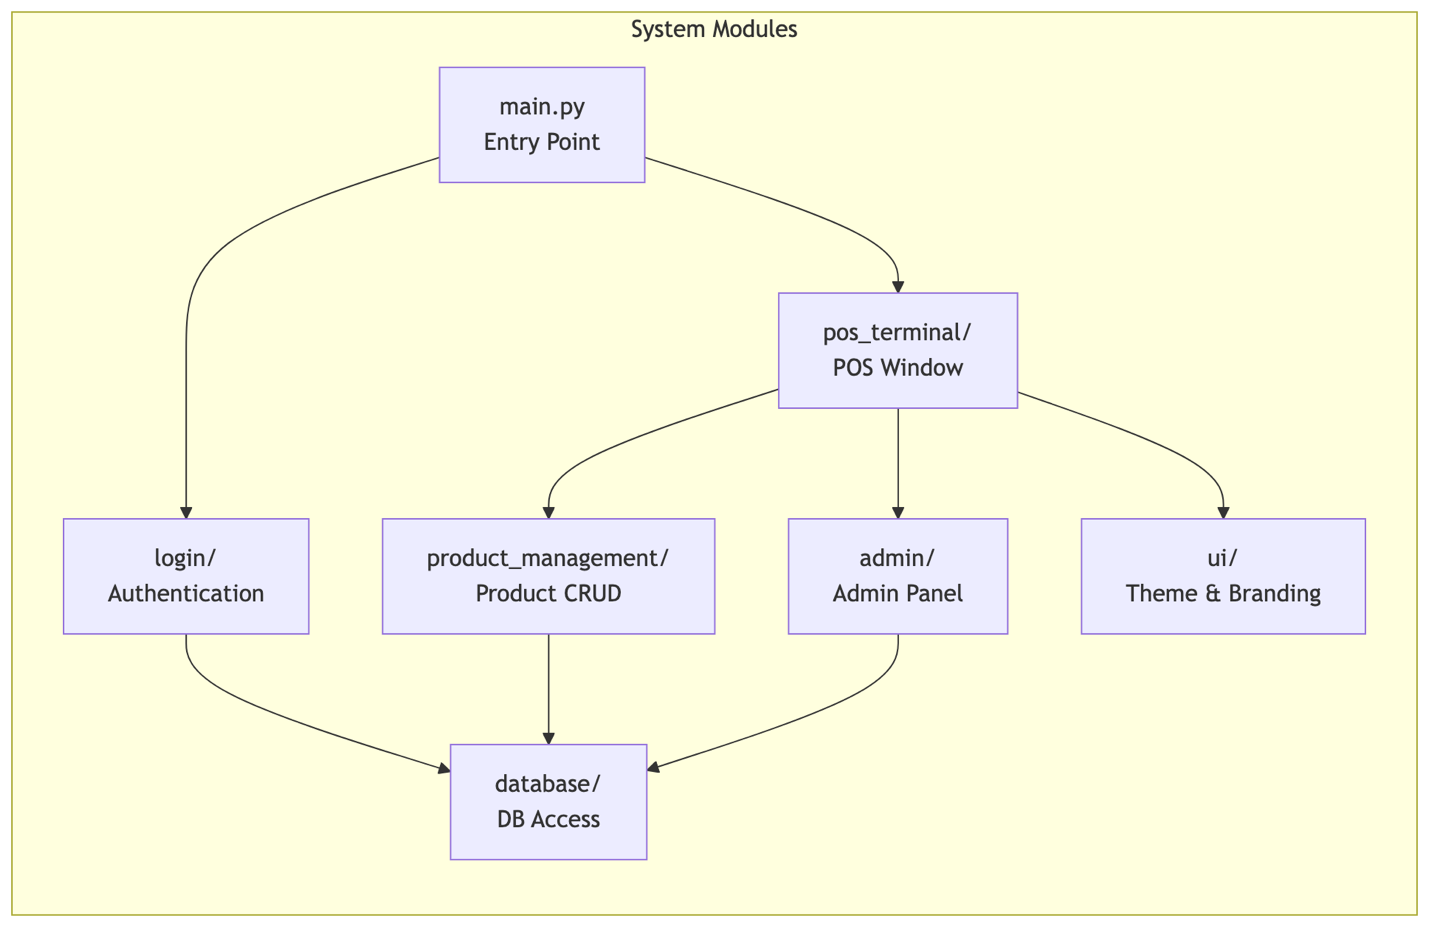 System Modules
main.py
Entry Point
pos_terminal/
POS Window
login/
Authentication
product_management/
Product CRUD
admin/
Admin Panel
ui/
Theme & Branding
database/
DB Access